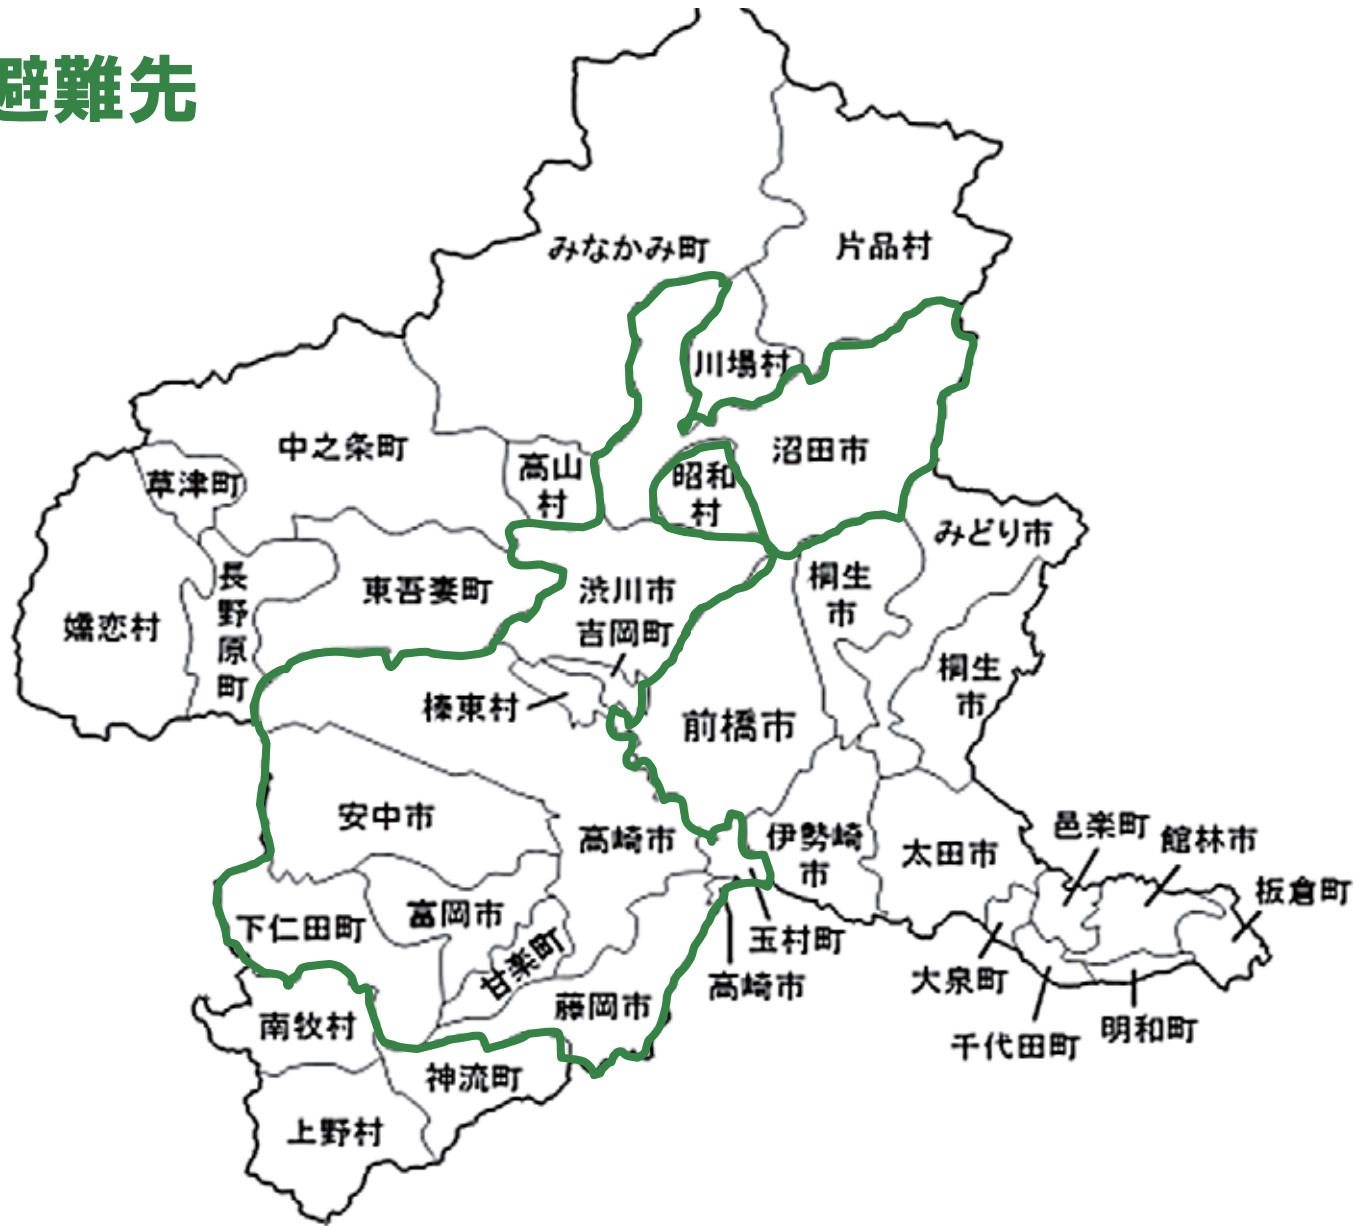 避難先
みなかみ町
片品村
川場村
中之条町
高山
村
昭和
村
沼田市
草津町
みどり市
長
野
原
町
東吾妻町
渋川市
桐生
市
嬬恋村
吉岡町
桐生
市
榛東村
前橋市
安中市
高崎市
伊勢崎
市
太田市
邑楽町
館林市
板倉町
下仁田町
富岡市
甘楽町
玉村町
高崎市
大泉町
南牧村
藤岡市
千代田町
明和町
神流町
上野村